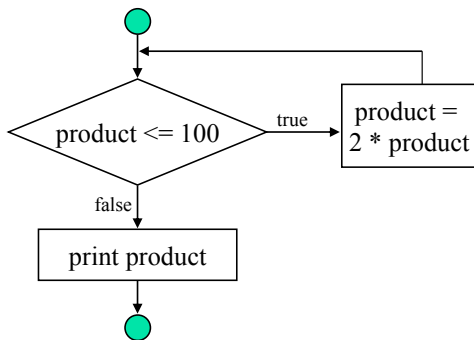 product <= 100
true
product =
2 * product
false
print product